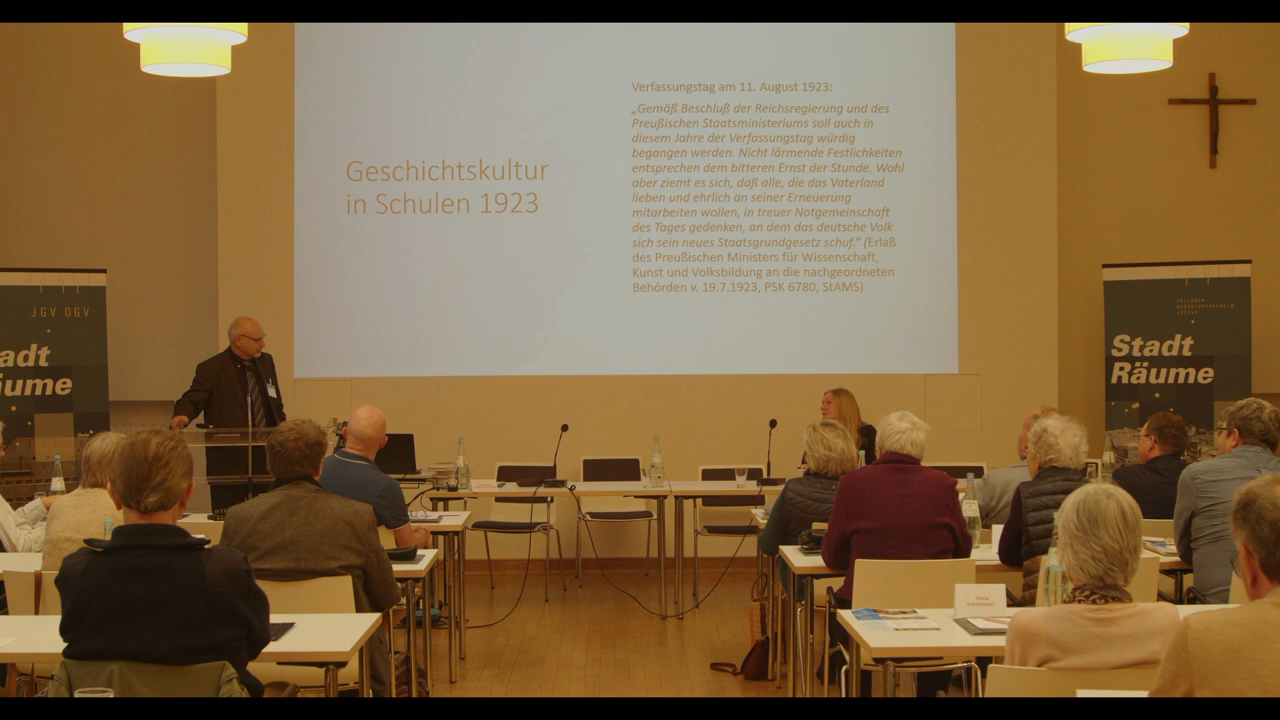 Geschichtskultur
in Schulen 1923
Verfassungstag am 11. August 1923:
„Gemäß Beschluß der Reichsregierung und des
Preußischen Staatsministeriums soll auch in
diesem Jahre der Verfassungstag würdig
begangen werden. Nicht lärmende Festlichkeiten
entsprechen dem bitteren Ernst der Stunde. Wohl
aber ziemt es sich, daß alle, die das Vaterland
lieben und ehrlich an seiner Erneuerung
mitarbeiten wollen, in treuer Notgemeinschaft
des Tages gedenken, an dem das deutsche Volk
sich sein neues Staatsgrundgesetz schuf.“ (Erlaß
des Preußischen Ministers für Wissenschaft,
Kunst und Volksbildung an die nachgeordneten
Behörden v. 19.7.1923, PSK 6780, StAMS)
JGV OGV
adt
äume
Stadt
Räume